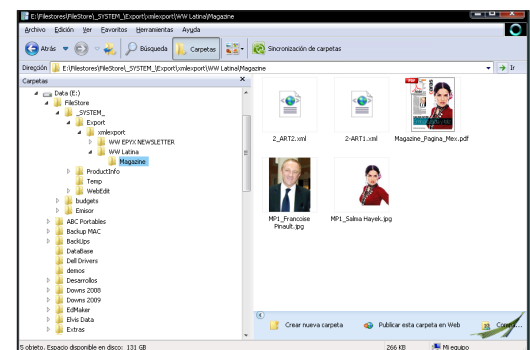 E:\Filestores\FileStore\_SYSTEM_\Export\xmlexport\WW Latina\Magazine
Archivo Edición Ver Favoritos Herramientas Ayuda
Atrás Búsqueda Carpetas Sincronización de carpetas
Dirección E:\Filestores\FileStore\_SYSTEM_\Export\xmlexport\WW Latina\Magazine Ir
Carpetas
Data (E:)
FileStore
_SYSTEM_
Export
xmlexport
WW EPYX NEWSLETTER
WW Latina
Magazine
ProductInfo
Temp
WebEdit
budgets
Emisor
ABC Portables
Backup MAC
BackUps
DataBase
Dell Drivers
demos
Desarrollos
Downs 2008
Downs 2009
EdMaker
Elvis Data
Extras
2_ART2.xml
2-ART1.xml
PDF
Magazine_Pagina_Mex.pdf
MP1_Francoise
Pinault.jpg
MP1_Salma Hayek.jpg
Crear nueva carpeta Publicar esta carpeta en Web
5 objeto. Espacio disponible en disco: 131 GB 266 KB Mi equipo